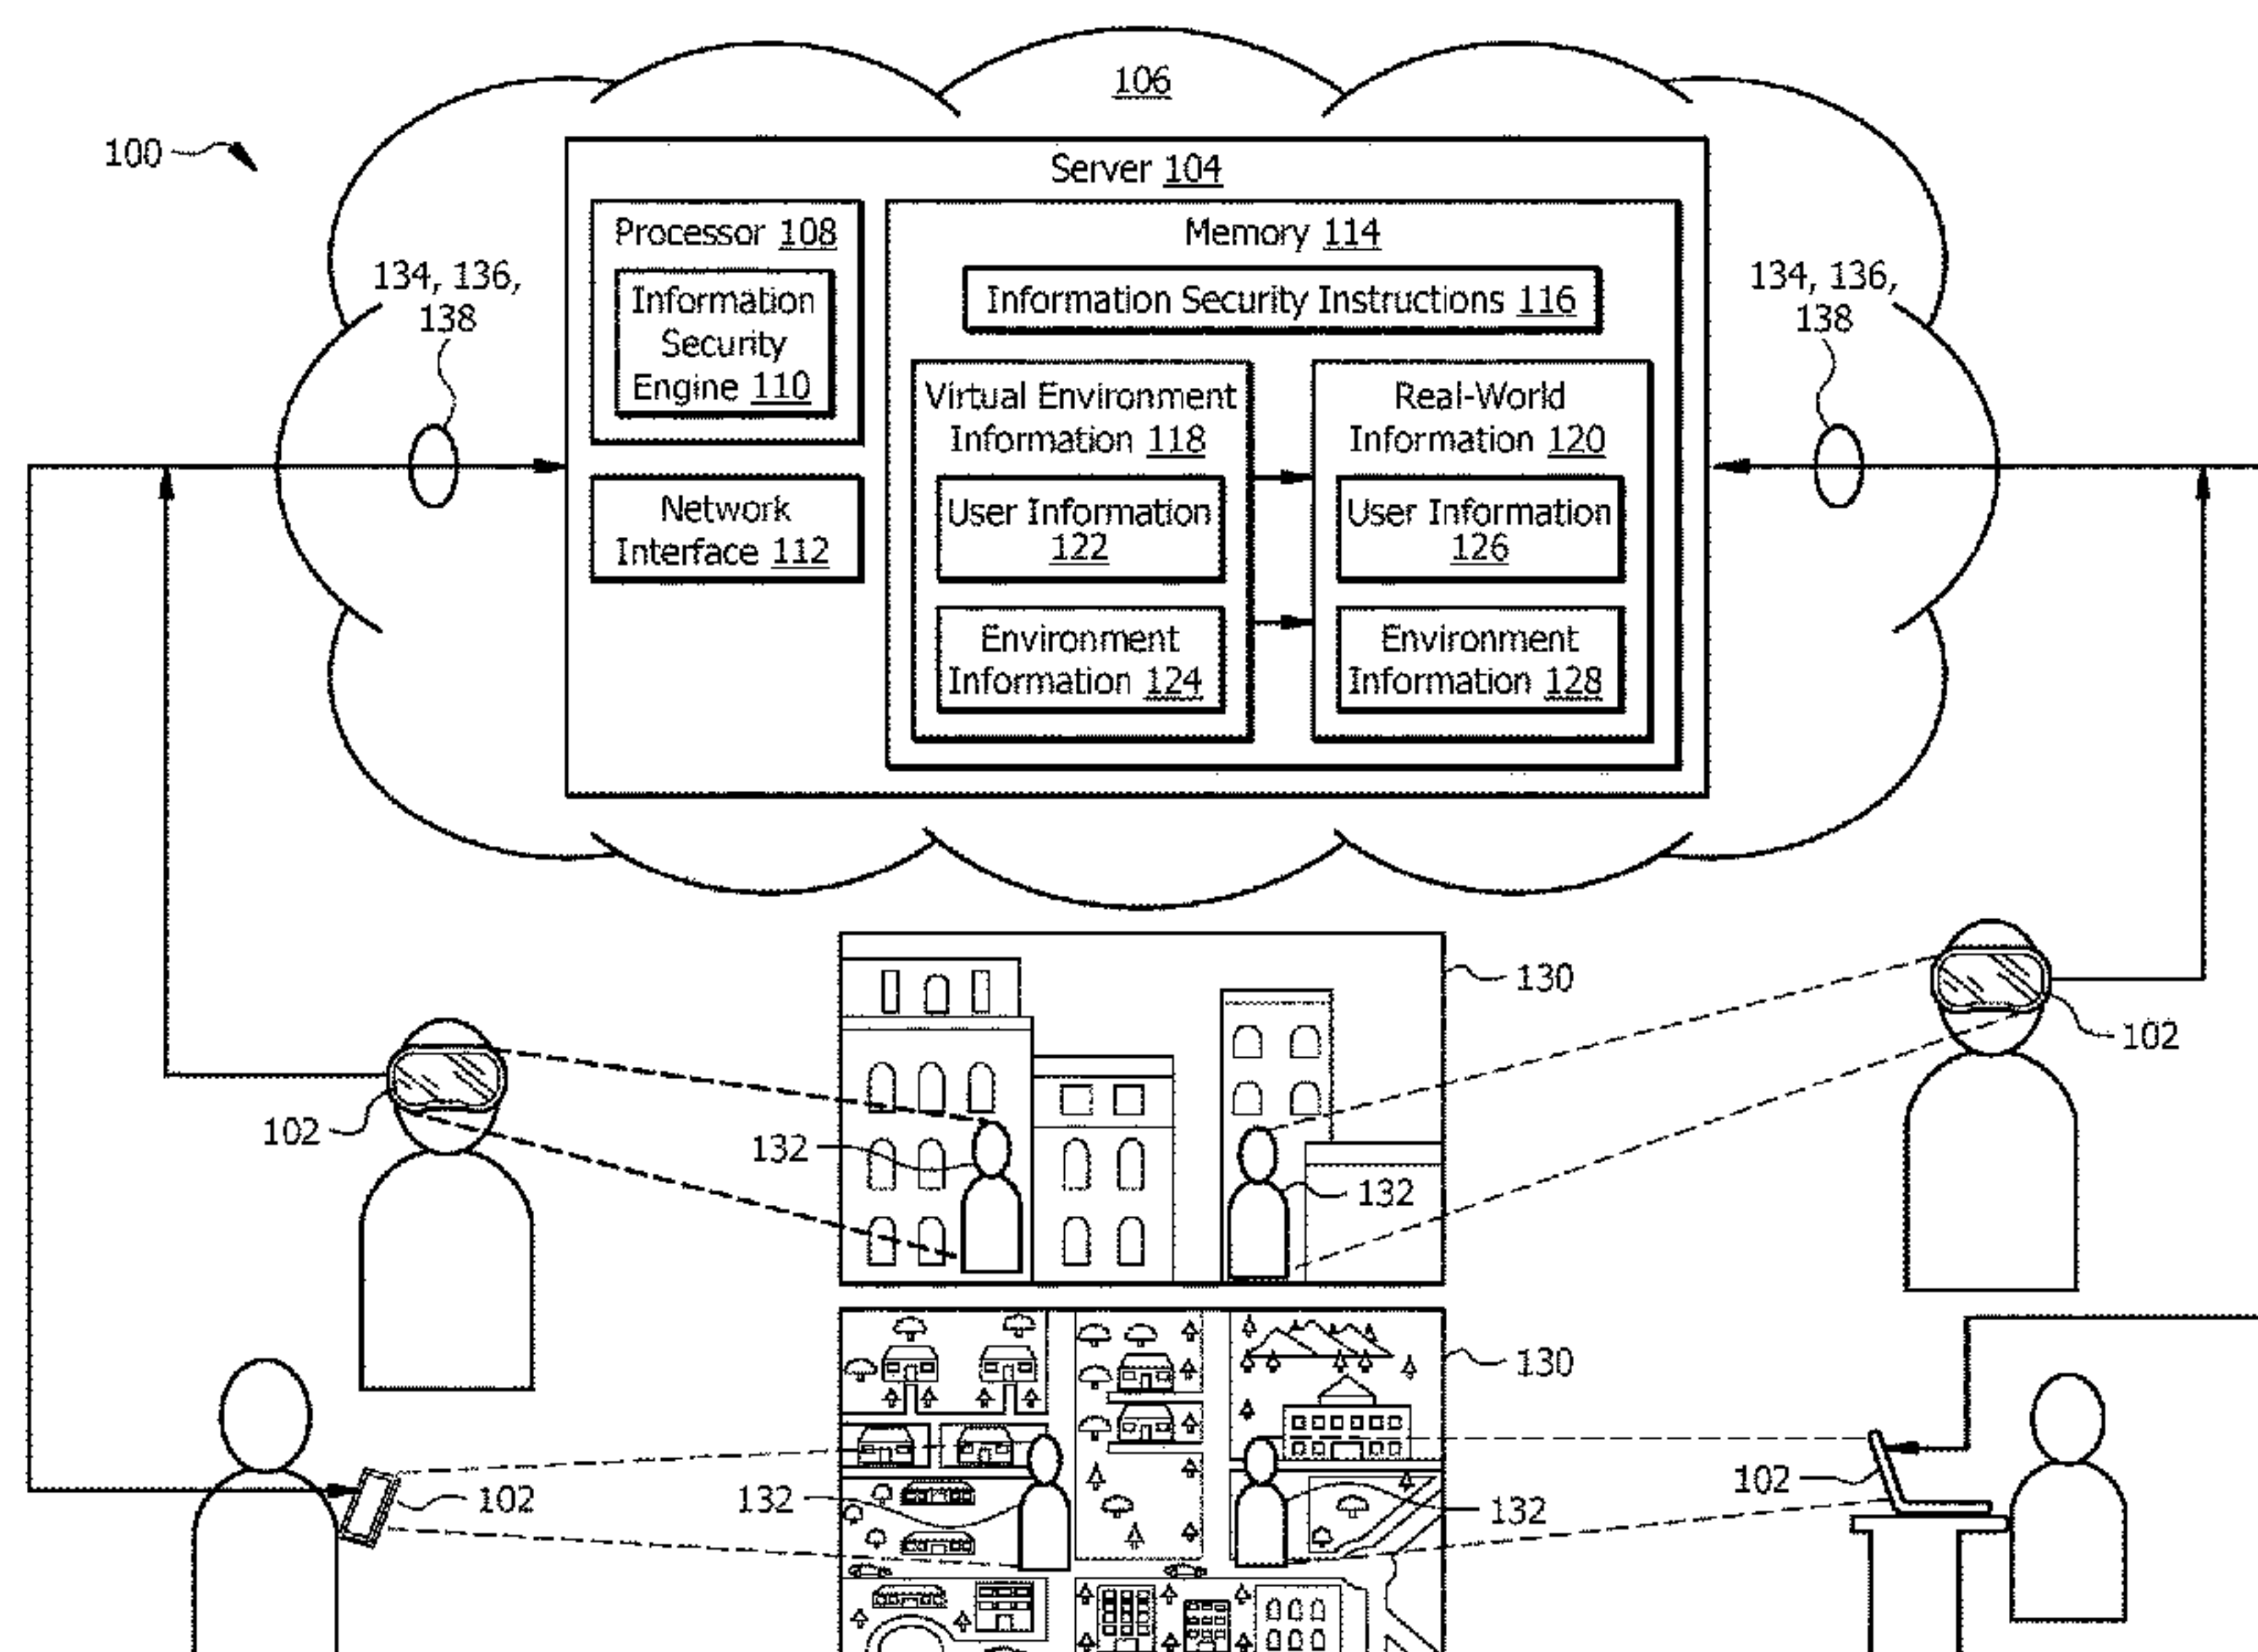 106
100
Server 104
Processor 108
Memory 114
134, 136,
138
Information
Security
Engine 110
Information Security Instructions 116
134, 136,
138
Virtual Environment
Information 118
Real-World
Information 120
Network
Interface 112
User Information
122
User Information
126
Environment
Information 124
Environment
Information 128
130
102
102
132
132
130
102
132
132
102